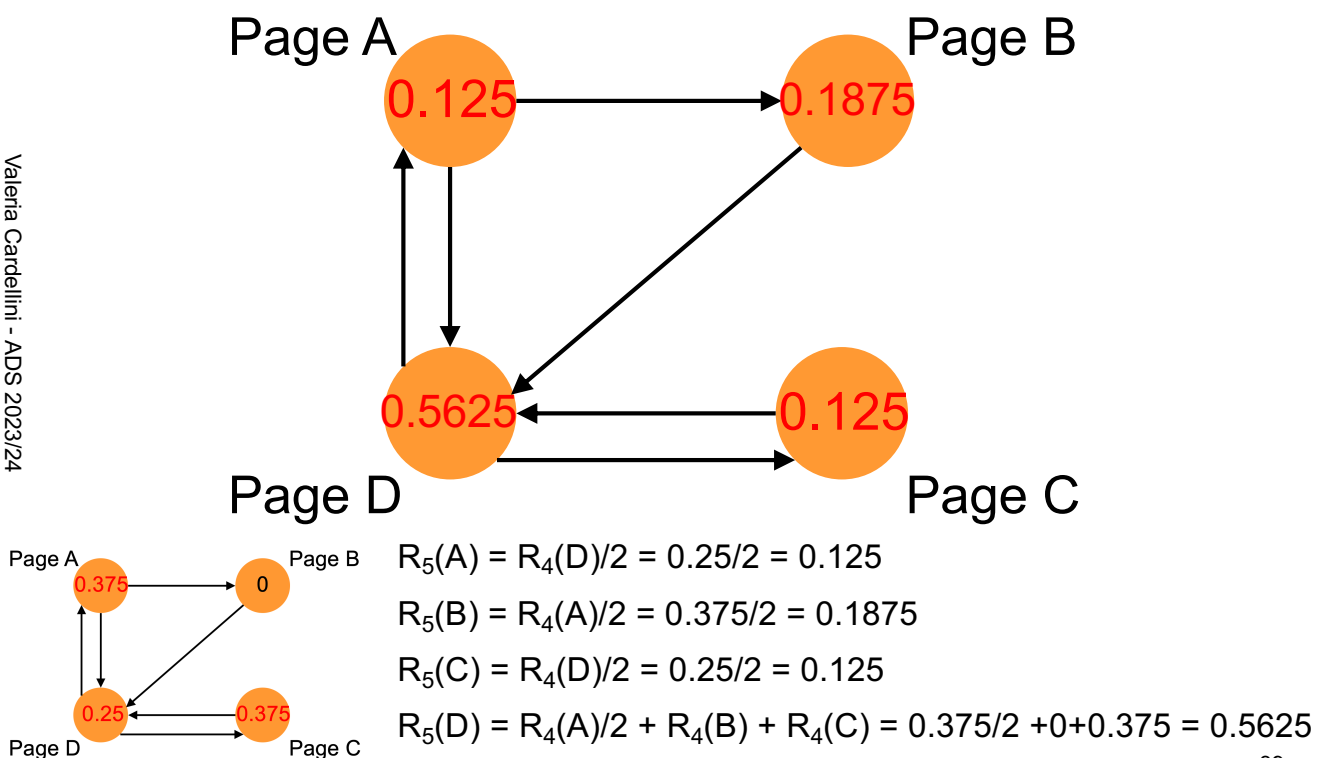 Page A
Page B
0.125
0.1875
Valeria Cardellini - ADS 2023/24
0.5625
0.125
Page D
Page C
Page A
Page B
0.375
0
0.25
0.375
Page D
Page C
R₅(A) = R₄(D)/2 = 0.25/2 = 0.125
R₅(B) = R₄(A)/2 = 0.375/2 = 0.1875
R₅(C) = R₄(D)/2 = 0.25/2 = 0.125
R₅(D) = R₄(A)/2 + R₄(B) + R₄(C) = 0.375/2 +0+0.375 = 0.5625